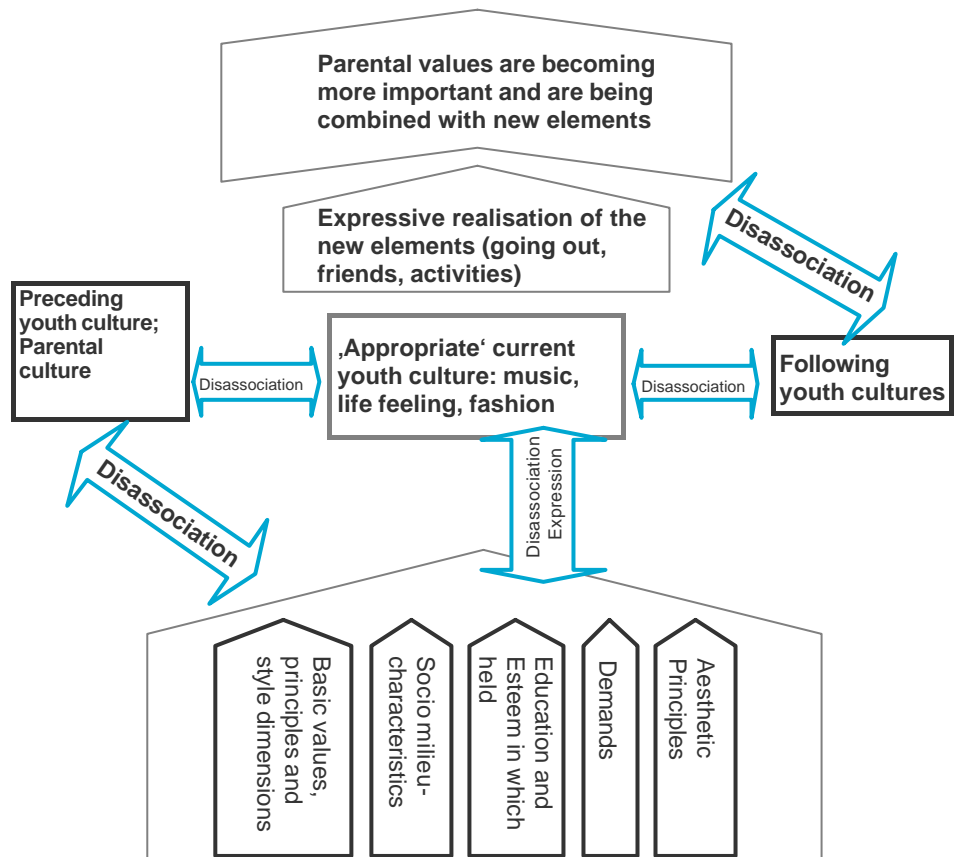 Parental values are becoming
more important and are being
combined with new elements
Expressive realisation of the
new elements (going out,
friends, activities)
Disassociation
Preceding
youth culture;
Parental
culture
Disassociation
‚Appropriate‘ current
youth culture: music,
life feeling, fashion
Disassociation
Following
youth cultures
Disassociation
Disassociation
Expression
Basic values,
principles and
style dimensions
Socio milieu-
characteristics
Education and
Esteem in which
held
Demands
Aesthetic
Principles